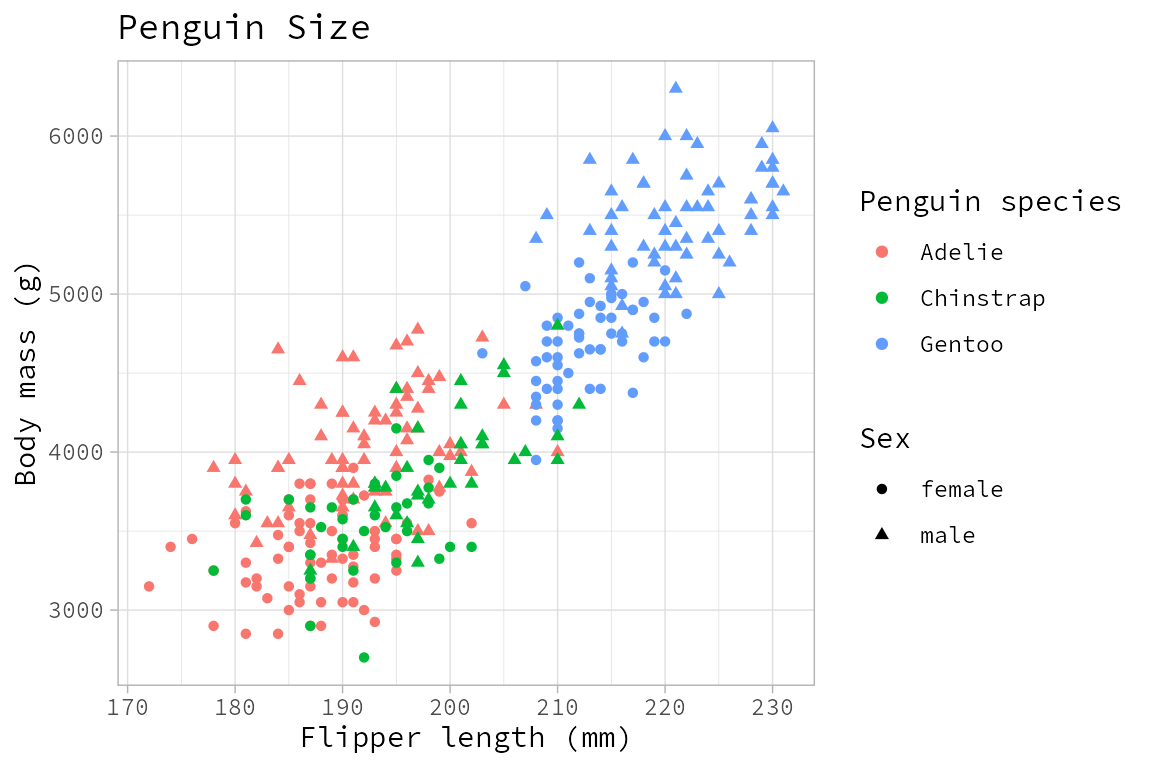 Penguin Size
Body mass (g)
6000
5000
4000
3000
170 180 190 200 210 220 230
Flipper length (mm)
Penguin species
Adelie
Chinstrap
Gentoo
Sex
female
male